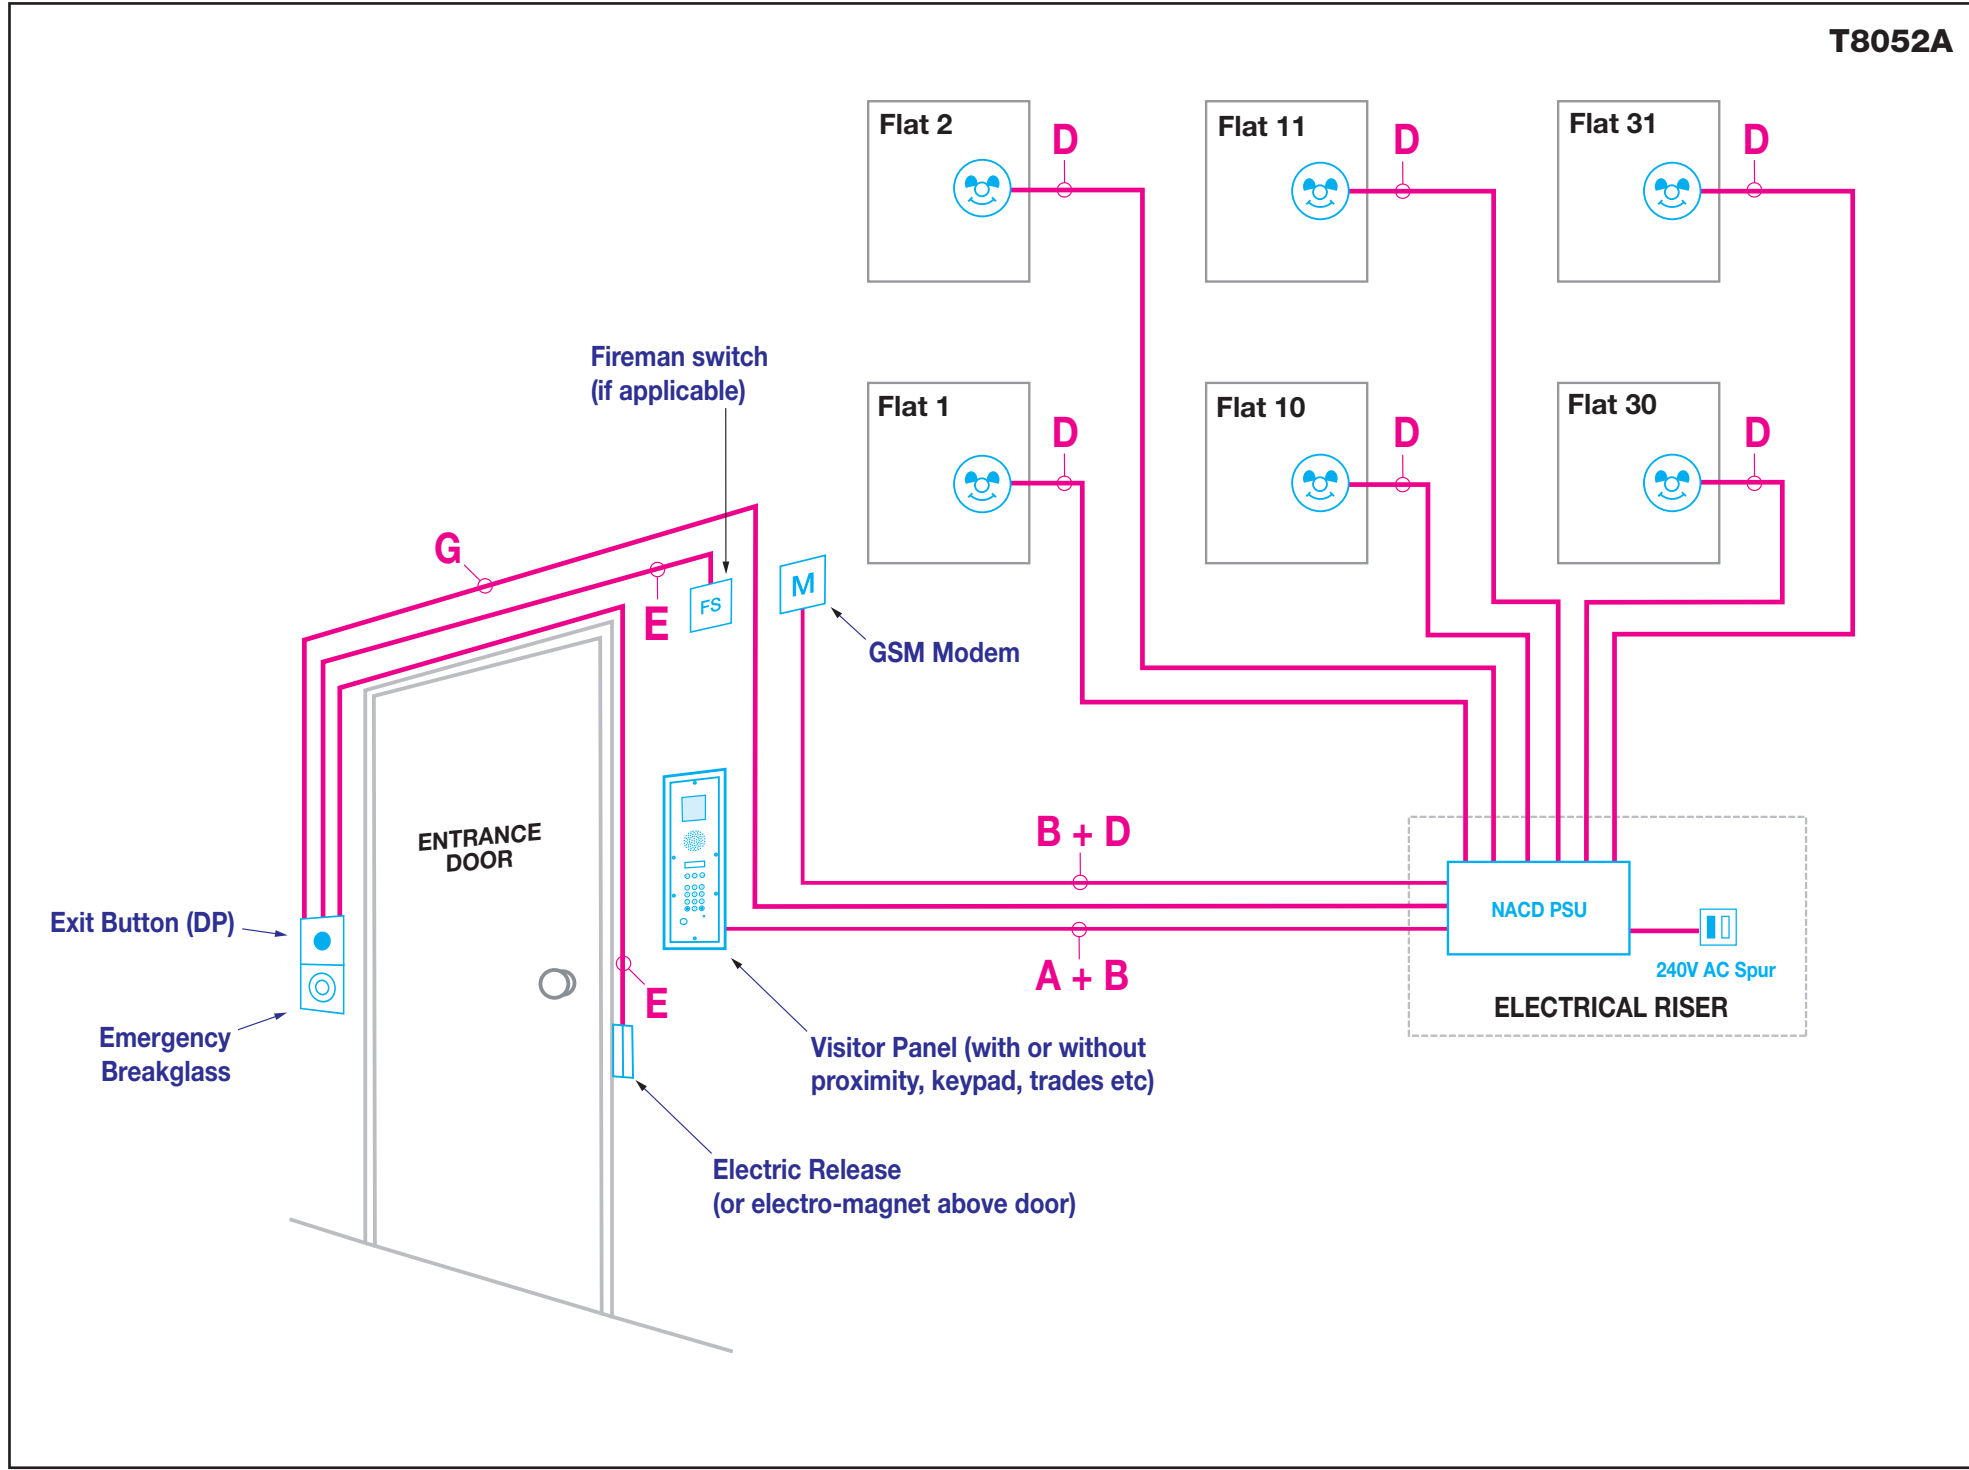 T8052A
Flat 2
D
Flat 11
D
Flat 31
D
Fireman switch
(if applicable)
Flat 1
D
Flat 10
D
Flat 30
D
G
E
FS
M
GSM Modem
ENTRANCE
DOOR
B + D
NACD PSU
Exit Button (DP)
A + B
240V AC Spur
E
ELECTRICAL RISER
Emergency
Breakglass
Visitor Panel (with or without
proximity, keypad, trades etc)
Electric Release
(or electro-magnet above door)